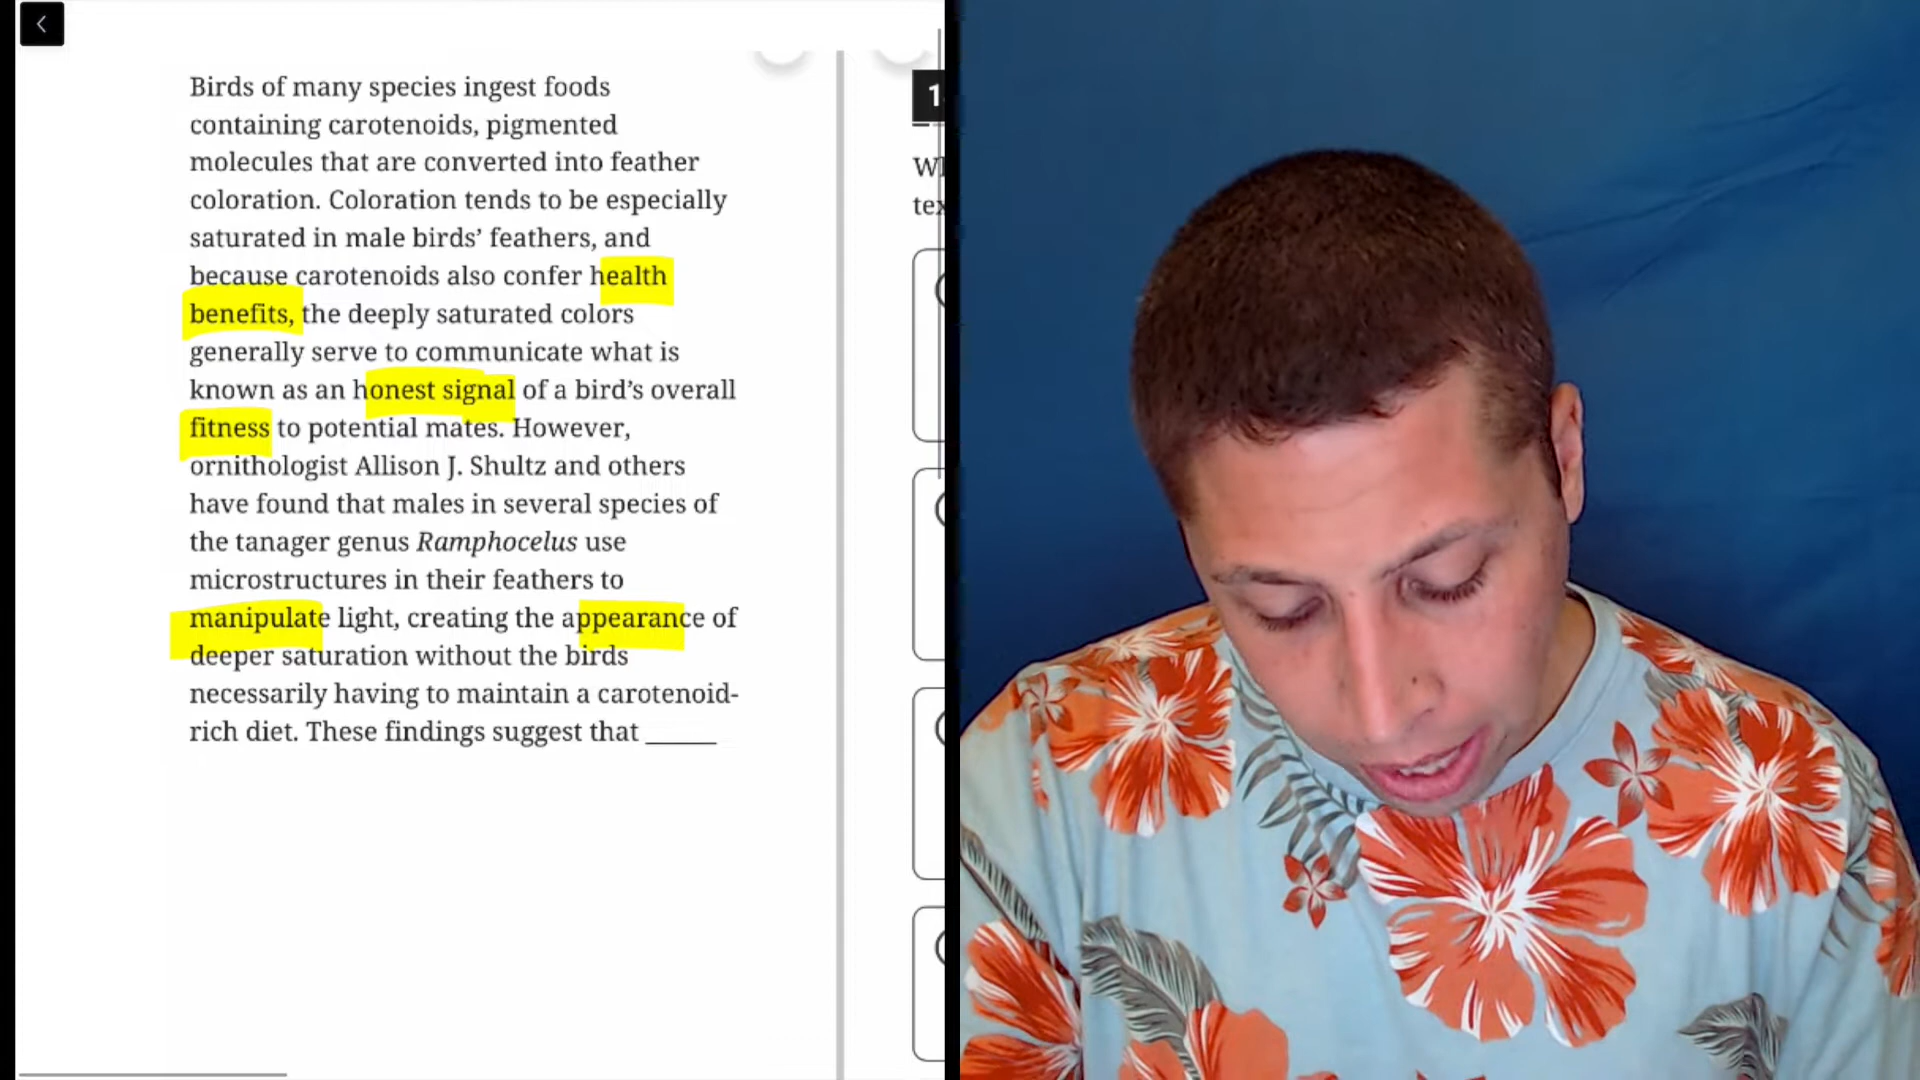 Birds of many species ingest foods
containing carotenoids, pigmented
molecules that are converted into feather
coloration. Coloration tends to be especially
saturated in male birds’ feathers, and
because carotenoids also confer health
benefits, the deeply saturated colors
generally serve to communicate what is
known as an honest signal of a bird’s overall
fitness to potential mates. However,
ornithologist Allison J. Shultz and others
have found that males in several species of
the tanager genus Ramphocelus use
microstructures in their feathers to
manipulate light, creating the appearance of
deeper saturation without the birds
necessarily having to maintain a carotenoid-
rich diet. These findings suggest that ______
1